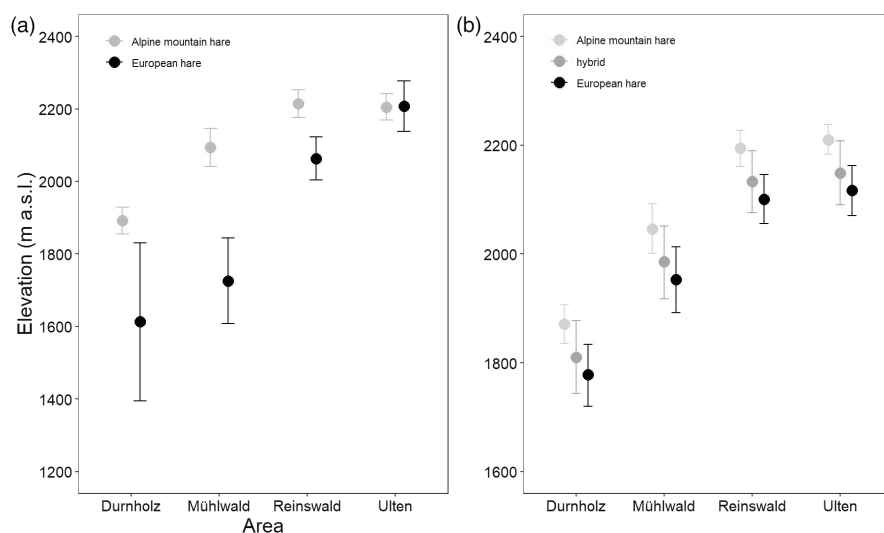 (a)
Alpine mountain hare
European hare
Elevation (m a.s.l.)
2400
2200
2000
1800
1600
1400
1200
Durnholz Mühlwald Reinswald Ulten
Area
(b)
Alpine mountain hare
hybrid
European hare
2400
2200
2000
1800
1600
Durnholz Mühlwald Reinswald Ulten